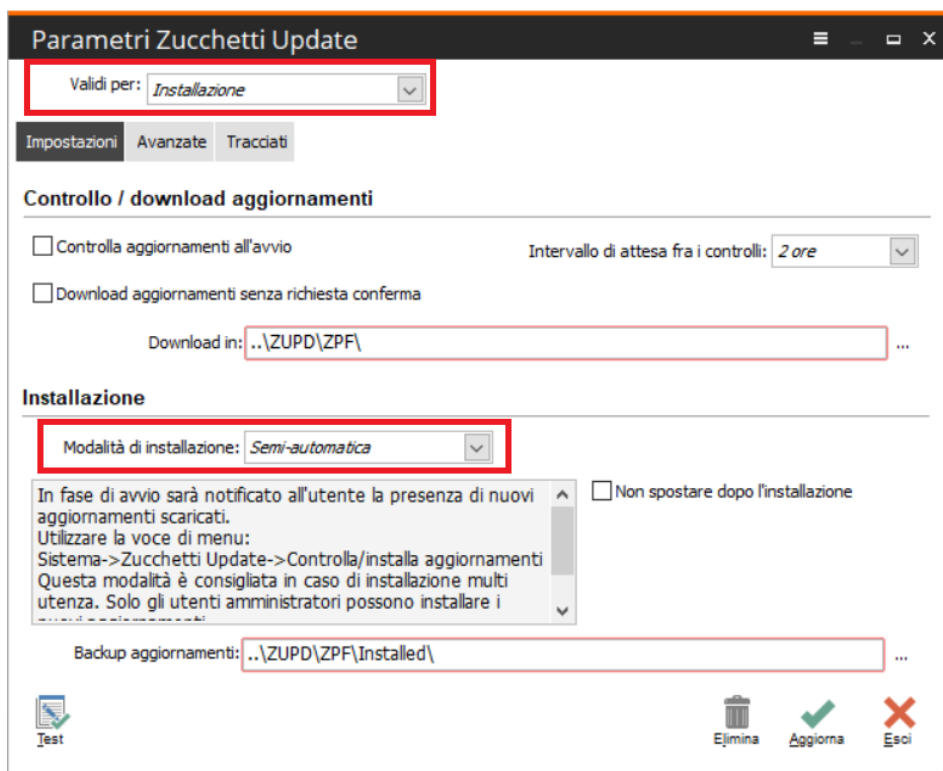 Parametri Zucchetti Update
Validi per: Installazione
Impostazioni Avanzate Tracciati
Controllo / download aggiornamenti
Controlla aggiornamenti all'avvio
Intervallo di attesa fra i controlli: 2 ore
Download aggiornamenti senza richiesta conferma
Download in: ..\ZUPD\ZPF\ ...
Installazione
Modalità di installazione: Semi-automatica
In fase di avvio sarà notificato all'utente la presenza di nuovi
aggiornamenti scaricati.
Utilizzare la voce di menu:
Sistema->Zucchetti Update->Controlla/installa aggiornamenti
Questa modalità è consigliata in caso di installazione multi
utenza. Solo gli utenti amministratori possono installare i
Non spostare dopo l'installazione
Backup aggiornamenti: ..\ZUPD\ZPF\Installed\ ...
Test Elimina Aggiorna Esci